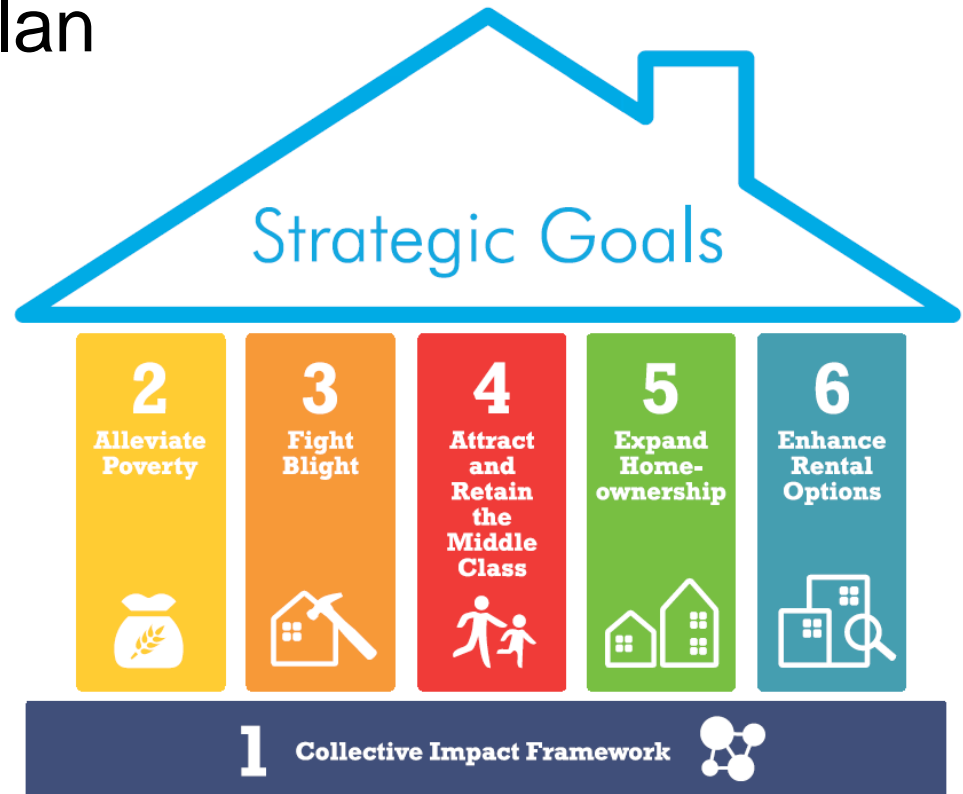 lan
Strategic Goals
2
Alleviate
Poverty
3
Fight
Blight
4
Attract
and
Retain
the
Middle
Class
5
Expand
Home-
ownership
6
Enhance
Rental
Options
1 Collective Impact Framework